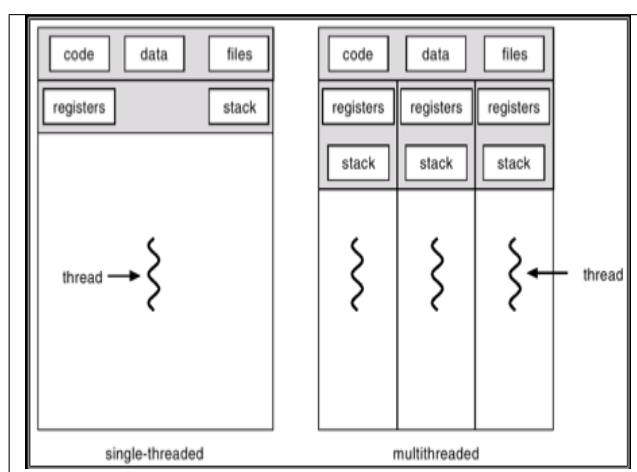 code data files
registers stack
thread
single-threaded
code data files
registers registers registers
stack stack stack
thread
multithreaded